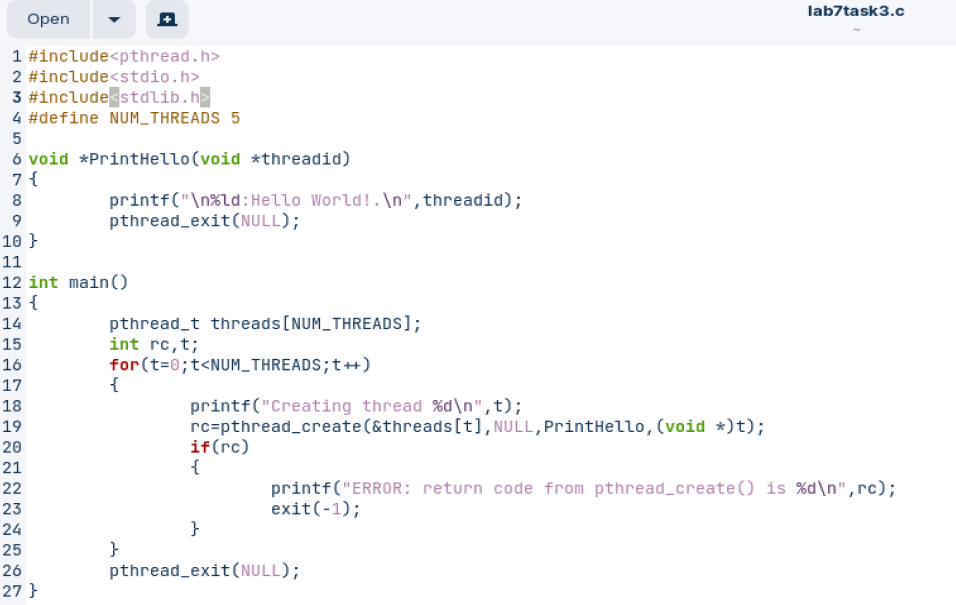 Open
lab7task3.c
~
1 #include<pthread.h>
2 #include<stdio.h>
3 #include<stdlib.h>
4 #define NUM_THREADS 5
5
6 void *PrintHello(void *threadid)
7 {
8         printf("\n%ld:Hello World!.\n",threadid);
9         pthread_exit(NULL);
10 }
11
12 int main()
13 {
14         pthread_t threads[NUM_THREADS];
15         int rc,t;
16         for(t=0;t<NUM_THREADS;t++)
17         {
18                 printf("Creating thread %d\n",t);
19                 rc=pthread_create(&threads[t],NULL,PrintHello,(void *)t);
20                 if(rc)
21                 {
22                         printf("ERROR: return code from pthread_create() is %d\n",rc);
23                         exit(-1);
24                 }
25         }
26         pthread_exit(NULL);
27 }